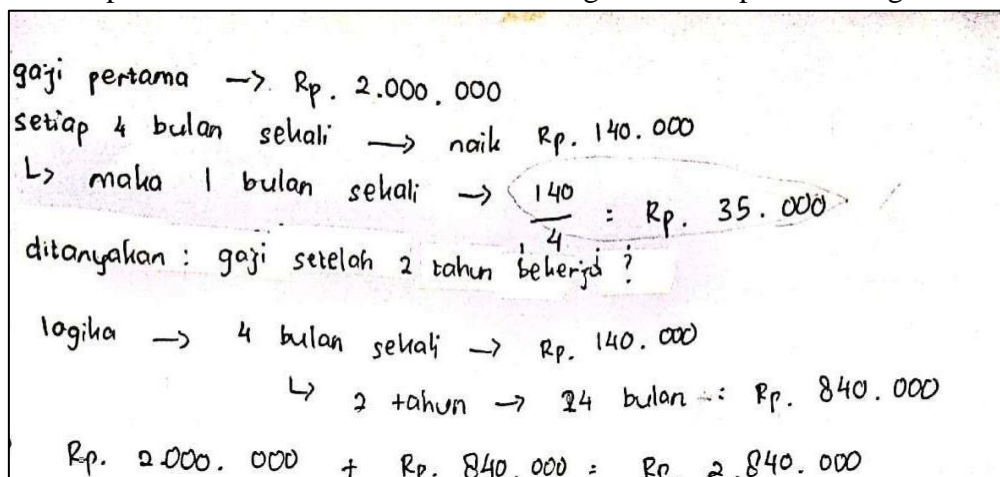 gaji pertama -> Rp. 2.000.000
setiap 4 bulan sekali -> naik Rp. 140.000
↳ maka 1 bulan sekali -> 140/4 = Rp. 35.000
ditanyakan : gaji setelah 2 tahun bekerja ?
logika -> 4 bulan sekali -> Rp. 140.000
↳ 2 tahun -> 24 bulan = Rp. 840.000
Rp. 2.000.000 + Rp. 840.000 = Rp. 2.840.000